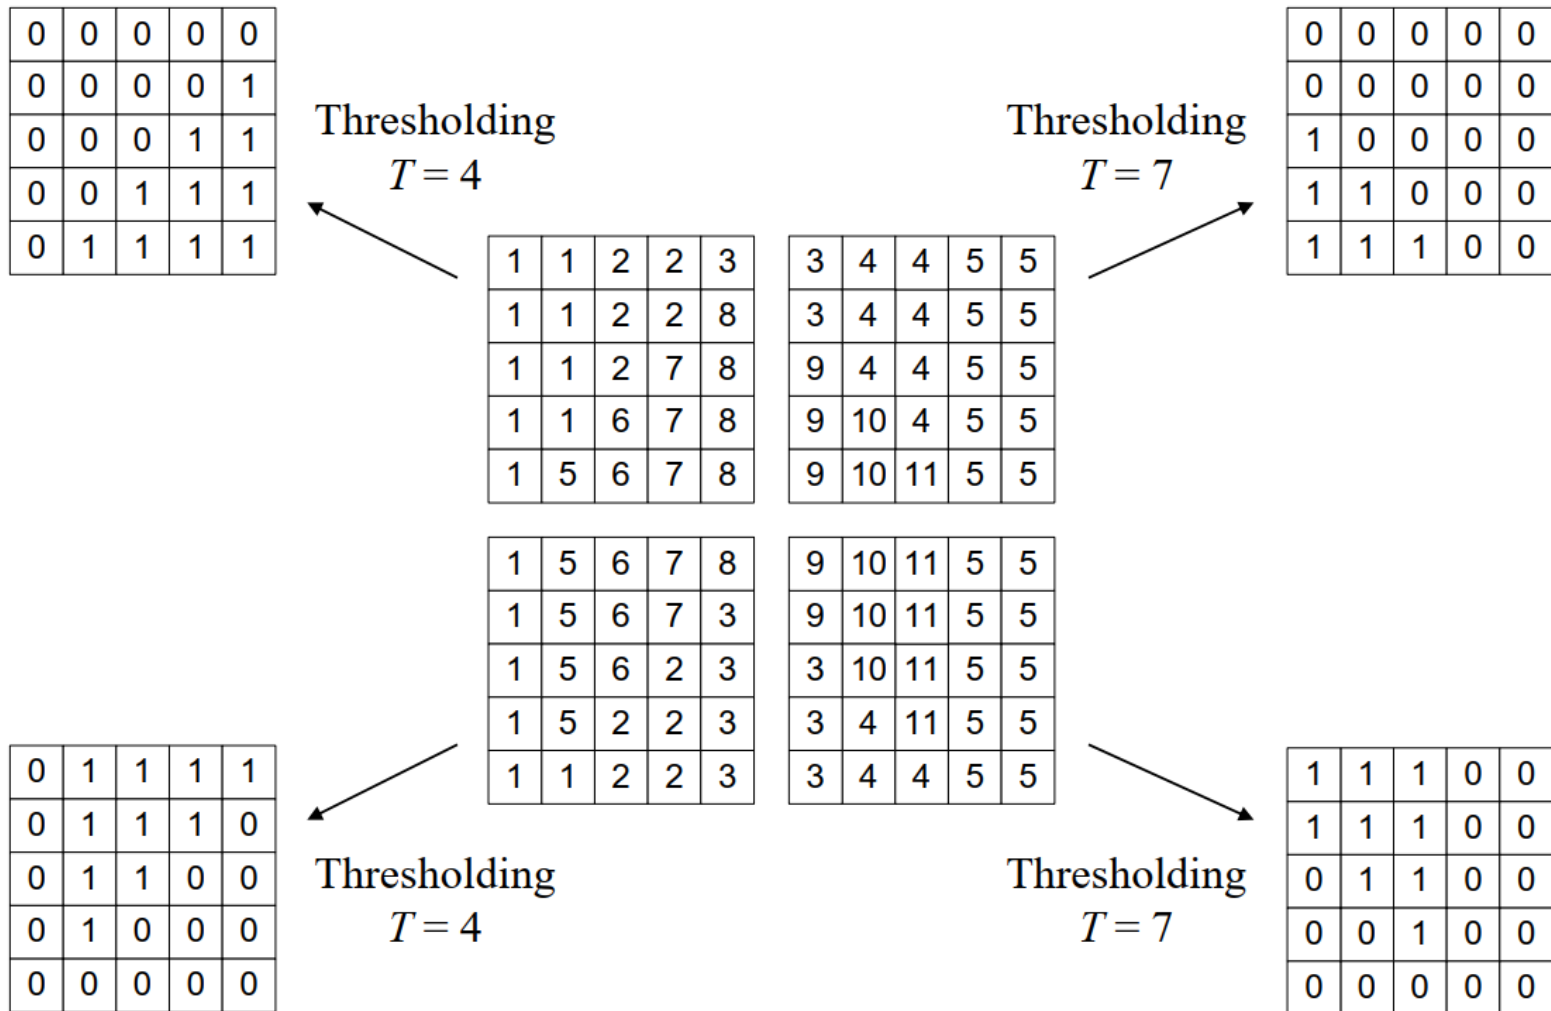 0 0 0 0 0
0 0 0 0 1
0 0 0 1 1
0 0 1 1 1
0 1 1 1 1
Thresholding
T = 4
Thresholding
T = 7
0 0 0 0 0
0 0 0 0 0
1 0 0 0 0
1 1 0 0 0
1 1 1 0 0
1 1 2 2 3
1 1 2 2 8
1 1 2 7 8
1 1 6 7 8
1 5 6 7 8
3 4 4 5 5
3 4 4 5 5
9 4 4 5 5
9 10 4 5 5
9 10 11 5 5
1 5 6 7 8
1 5 6 7 3
1 5 6 2 3
1 5 2 2 3
1 1 2 2 3
9 10 11 5 5
9 10 11 5 5
3 10 11 5 5
3 4 11 5 5
3 4 4 5 5
0 1 1 1 1
0 1 1 1 0
0 1 1 0 0
0 1 0 0 0
0 0 0 0 0
Thresholding
T = 4
Thresholding
T = 7
1 1 1 0 0
1 1 1 0 0
0 1 1 0 0
0 0 1 0 0
0 0 0 0 0